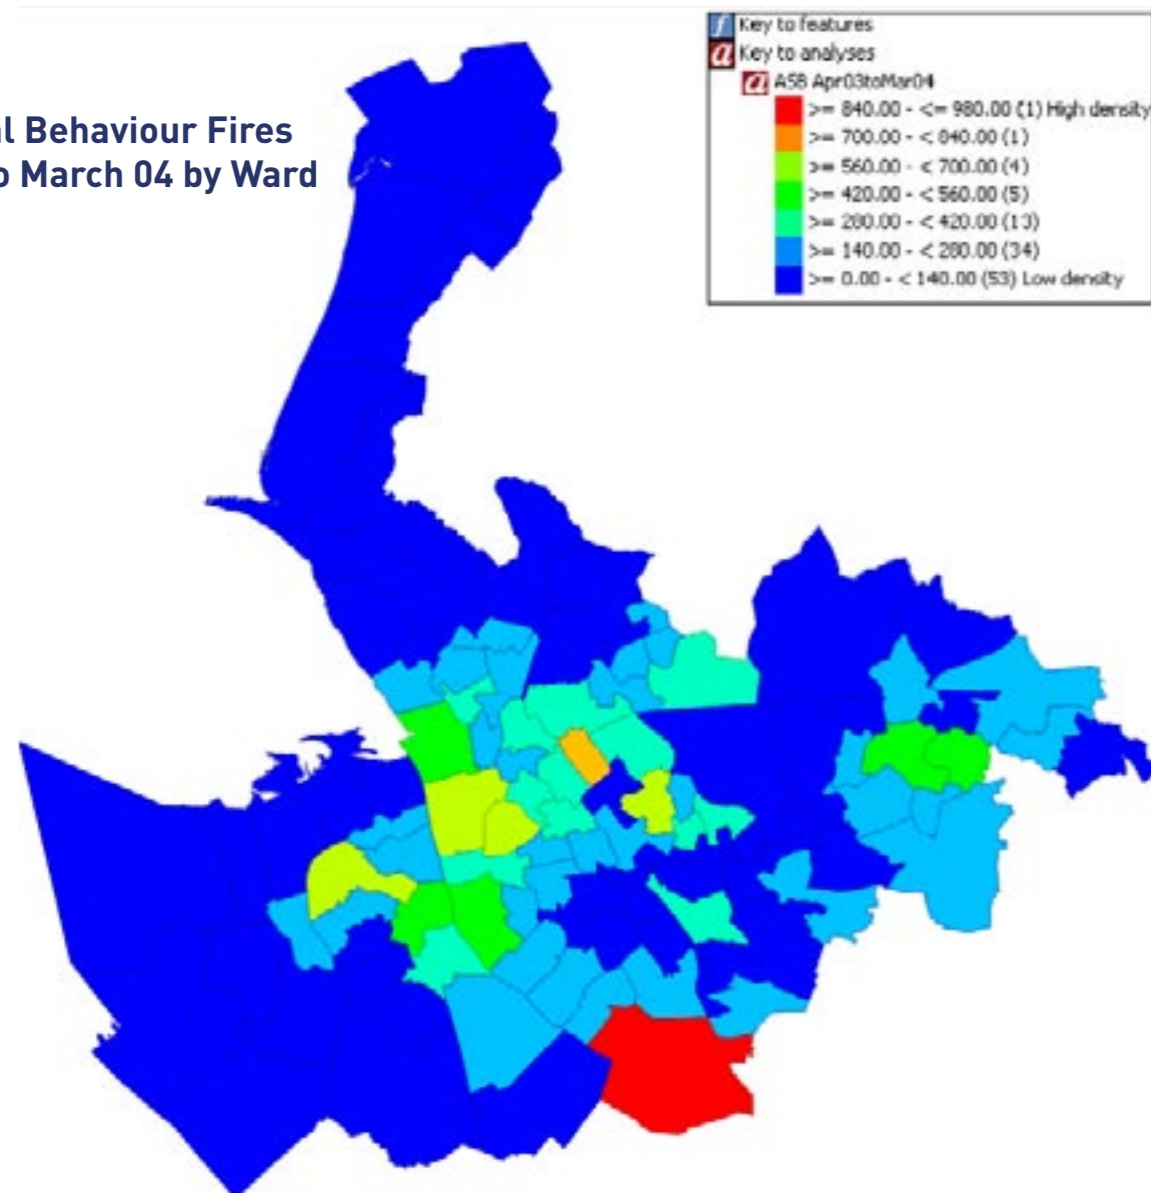 al Behaviour Fires
o March 04 by Ward
f Key to features
a Key to analyses
a ASB Apr03toMar04
>= 840.00 - <= 980.00 (1) High density
>= 700.00 - < 840.00 (1)
>= 560.00 - < 700.00 (4)
>= 420.00 - < 560.00 (5)
>= 280.00 - < 420.00 (13)
>= 140.00 - < 280.00 (34)
>= 0.00 - < 140.00 (53) Low density